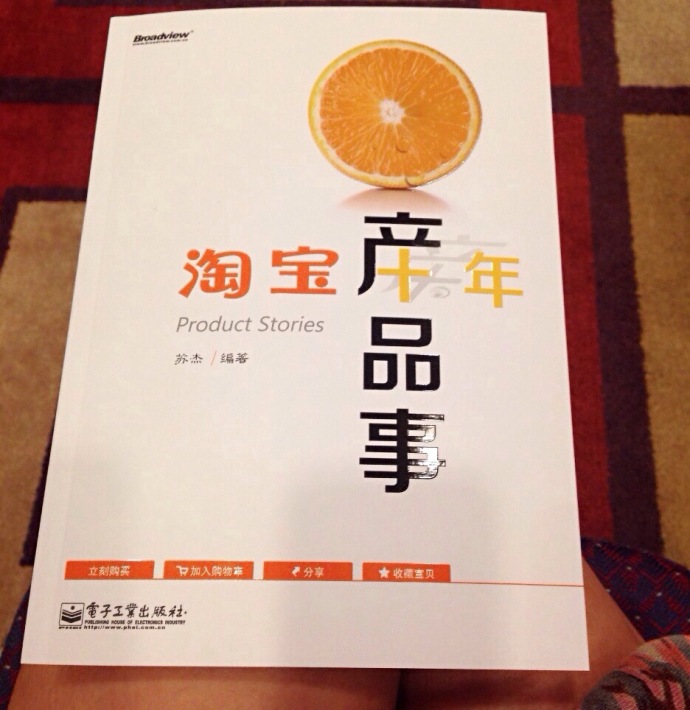 Broadview®
www.broadview.com.cn
淘宝十年
产品事
Product Stories
苏杰 / 编著
立刻购买 加入购物车 分享 收藏宝贝
電子工業出版社·
PUBLISHING HOUSE OF ELECTRONICS INDUSTRY
http://www.phei.com.cn